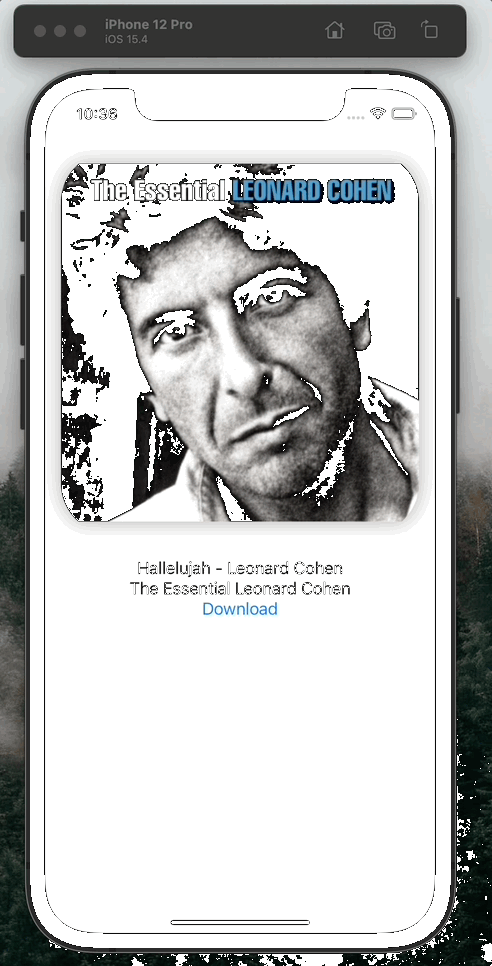 iPhone 12 Pro
iOS 15.4
10:36
The Essential LEONARD COHEN
Hallelujah - Leonard Cohen
The Essential Leonard Cohen
Download